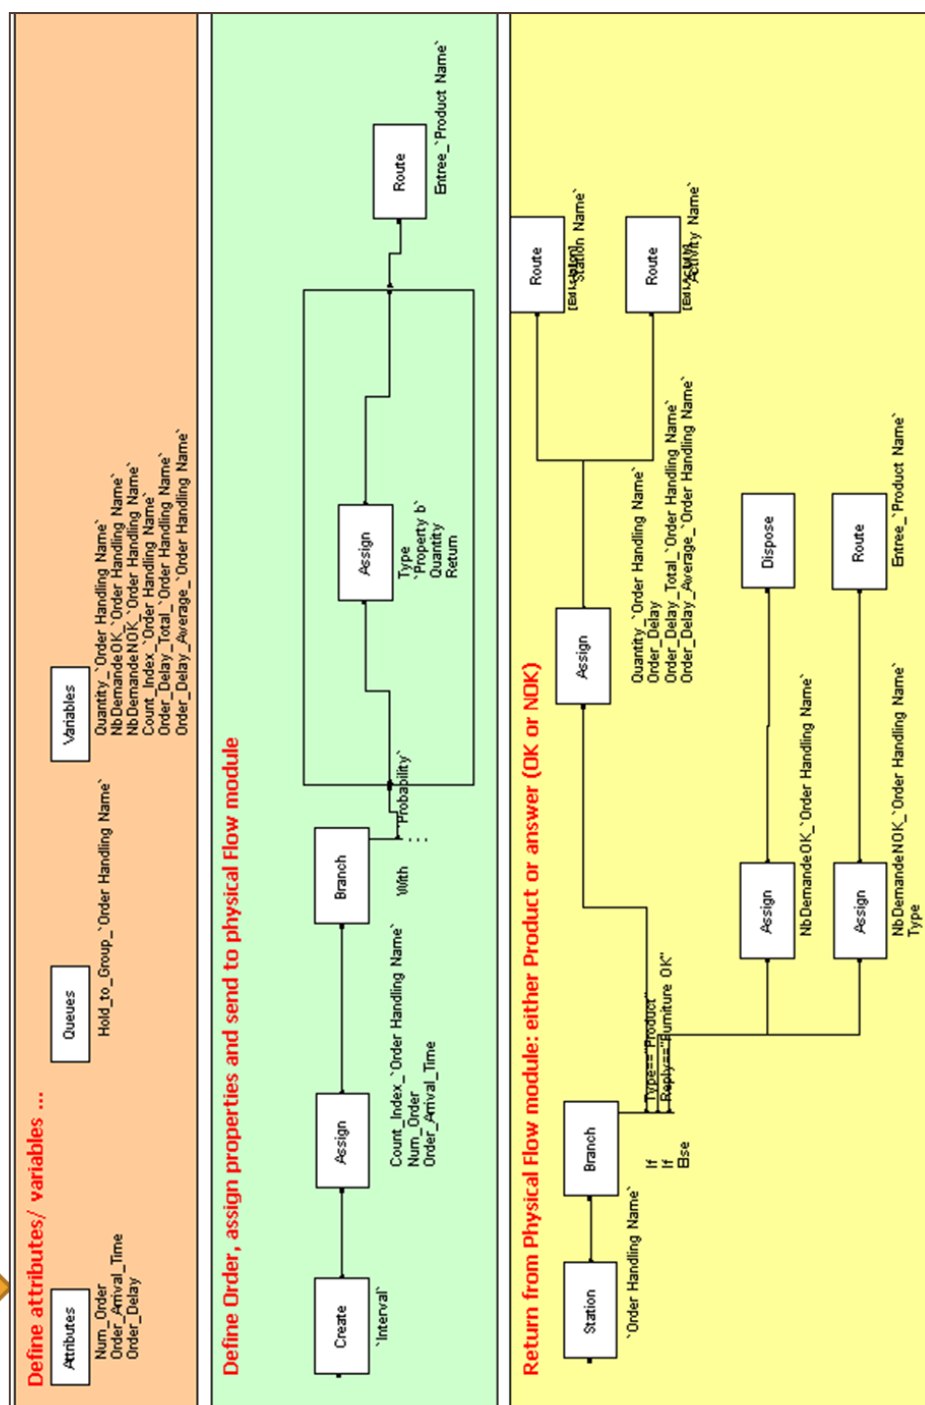 Define attributes/ variables ...
Attributes
Num_Order
Order_Arrival_Time
Order_Delay
Queues
Hold_to_Group_`Order Handling Name`
Variables
Quantity_`Order Handling Name`
NbDemandeOK_`Order Handling Name`
NbDemandeNOK_`Order Handling Name`
Count_Index_`Order Handling Name`
Order_Delay_Total_`Order Handling Name`
Order_Delay_Average_`Order Handling Name`
Define Order, assign properties and send to physical Flow module
Create
`Interval`
Assign
Count_Index_`Order Handling Name`
Num_Order
Order_Arrival_Time
Branch
With
`Probability`
Assign
Type
`Property b`
Quantity
Return
Route
Entree_`Product Name`
Return from Physical Flow module: either Product or answer (OK or NOK)
Station
`Order Handling Name`
Branch
If Type=="Product"
If Reply=="Furniture OK"
Else
Assign
Quantity_`Order Handling Name`
Order_Delay
Order_Delay_Total_`Order Handling Name`
Order_Delay_Average_`Order Handling Name`
Route
Station Name`
Route
Activity Name`
Assign
NbDemandeOK_`Order Handling Name`
Dispose
Assign
NbDemandeNOK_`Order Handling Name`
Type
Route
Entree_`Product Name`